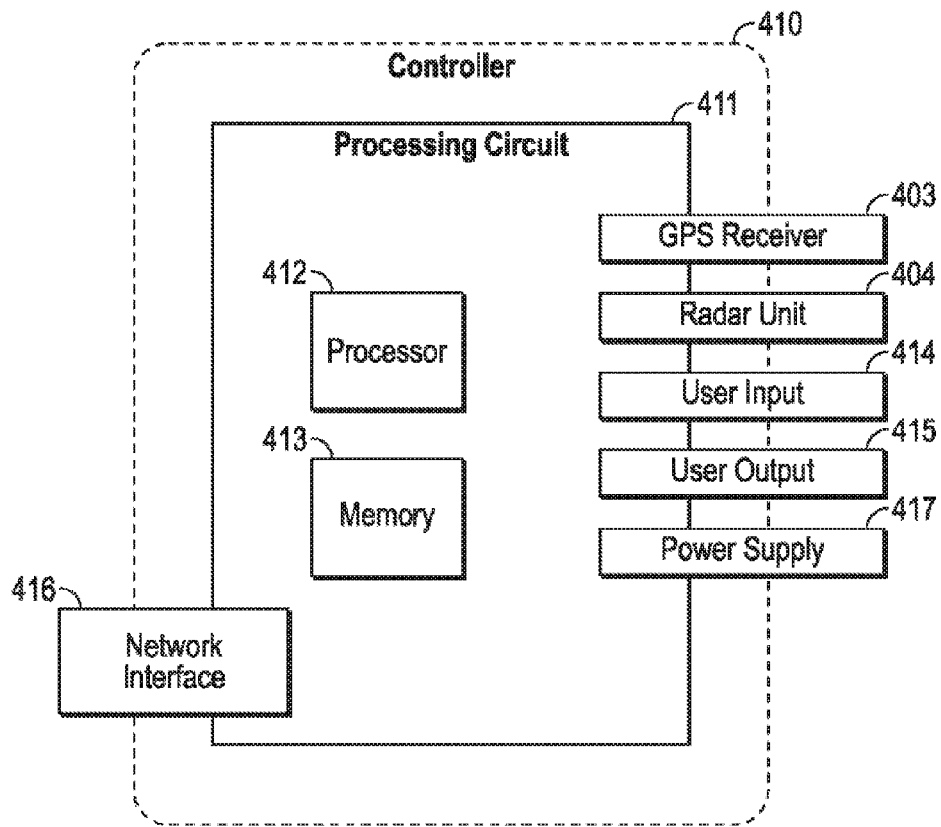 410
Controller
411
Processing Circuit
403
GPS Receiver
412
404
Processor
Radar Unit
414
User Input
413
415
Memory
User Output
417
Power Supply
416
Network
Interface